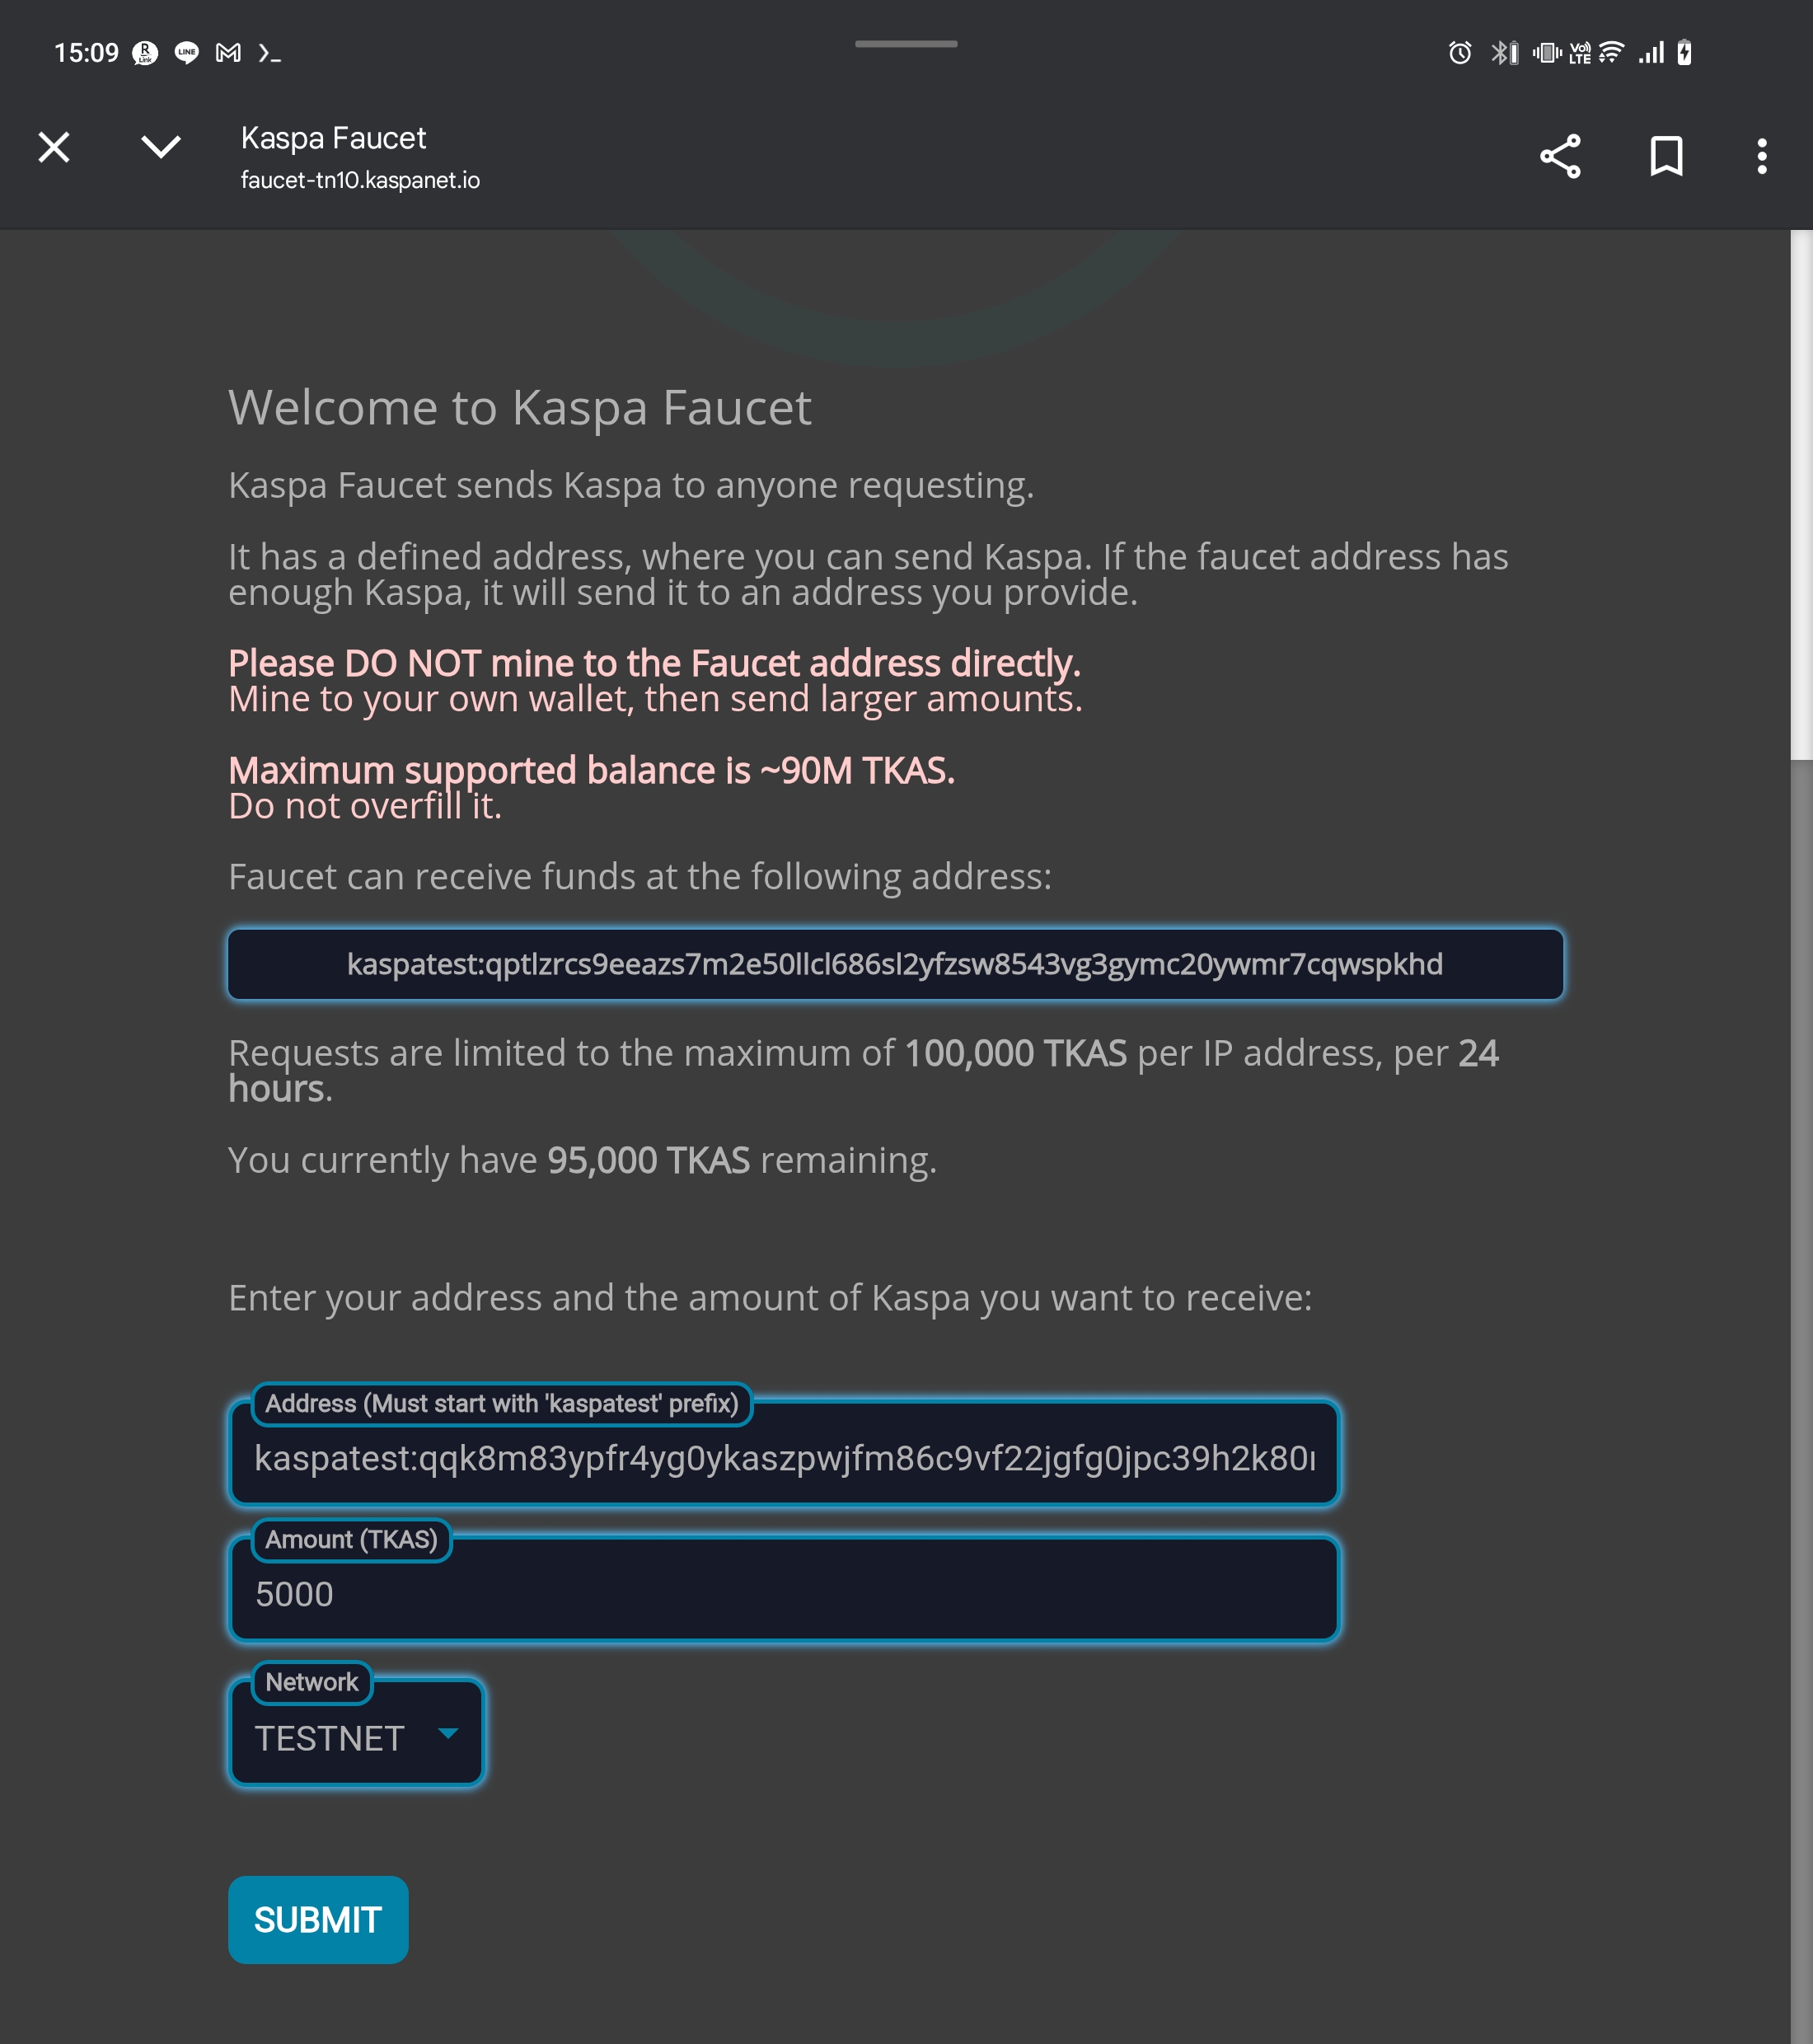 15:09
R
Link
LINE
Vo)
LTE
Kaspa Faucet
faucet-tn10.kaspanet.io
Welcome to Kaspa Faucet
Kaspa Faucet sends Kaspa to anyone requesting.
It has a defined address, where you can send Kaspa. If the faucet address has
enough Kaspa, it will send it to an address you provide.
Please DO NOT mine to the Faucet address directly.
Mine to your own wallet, then send larger amounts.
Maximum supported balance is ~90M TKAS.
Do not overfill it.
Faucet can receive funds at the following address:
kaspatest:qptlzrcs9eeazs7m2e50llcl686sl2yfzsw8543vg3gymc20ywmr7cqwspkhd
Requests are limited to the maximum of 100,000 TKAS per IP address, per 24
hours.
You currently have 95,000 TKAS remaining.
Enter your address and the amount of Kaspa you want to receive:
Address (Must start with 'kaspatest' prefix)
kaspatest:qqk8m83ypfr4yg0ykaszpwjfm86c9vf22jgfg0jpc39h2k80
Amount (TKAS)
5000
Network
TESTNET
SUBMIT